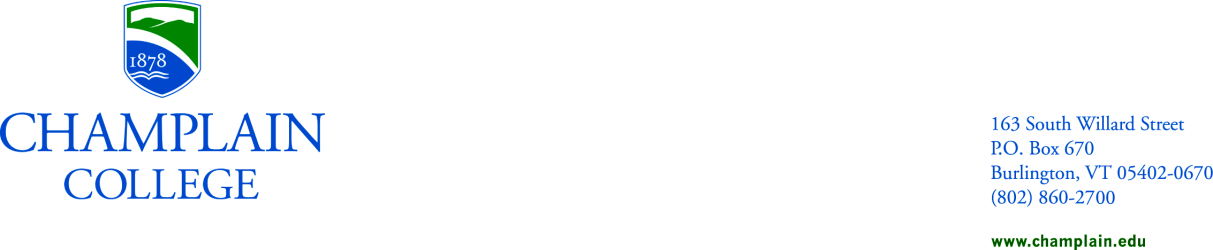 1878
CHAMPLAIN
COLLEGE
163 South Willard Street
P.O. Box 670
Burlington, VT 05402-0670
(802) 860-2700
www.champlain.edu